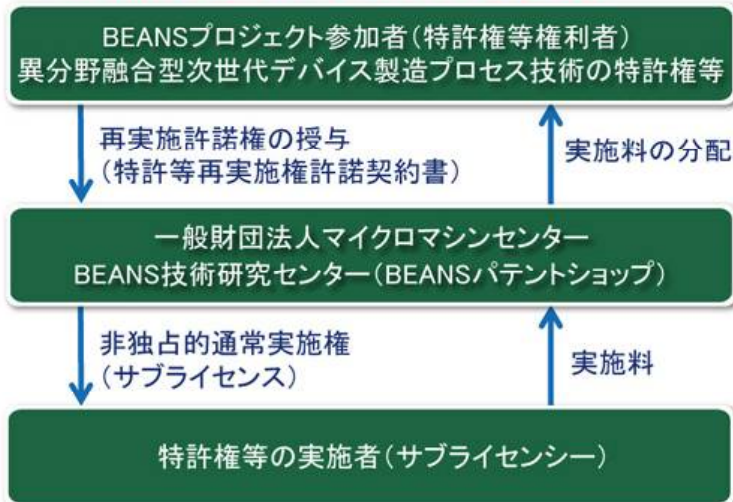 BEANSプロジェクト参加者(特許権等権利者)
異分野融合型次世代デバイス製造プロセス技術の特許権等
再実施許諾権の授与
(特許等再実施権許諾契約書)
実施料の分配
一般財団法人マイクロマシンセンター
BEANS技術研究センター(BEANSパテントショップ)
非独占的通常実施権
(サブライセンス)
実施料
特許権等の実施者(サブライセンシー)